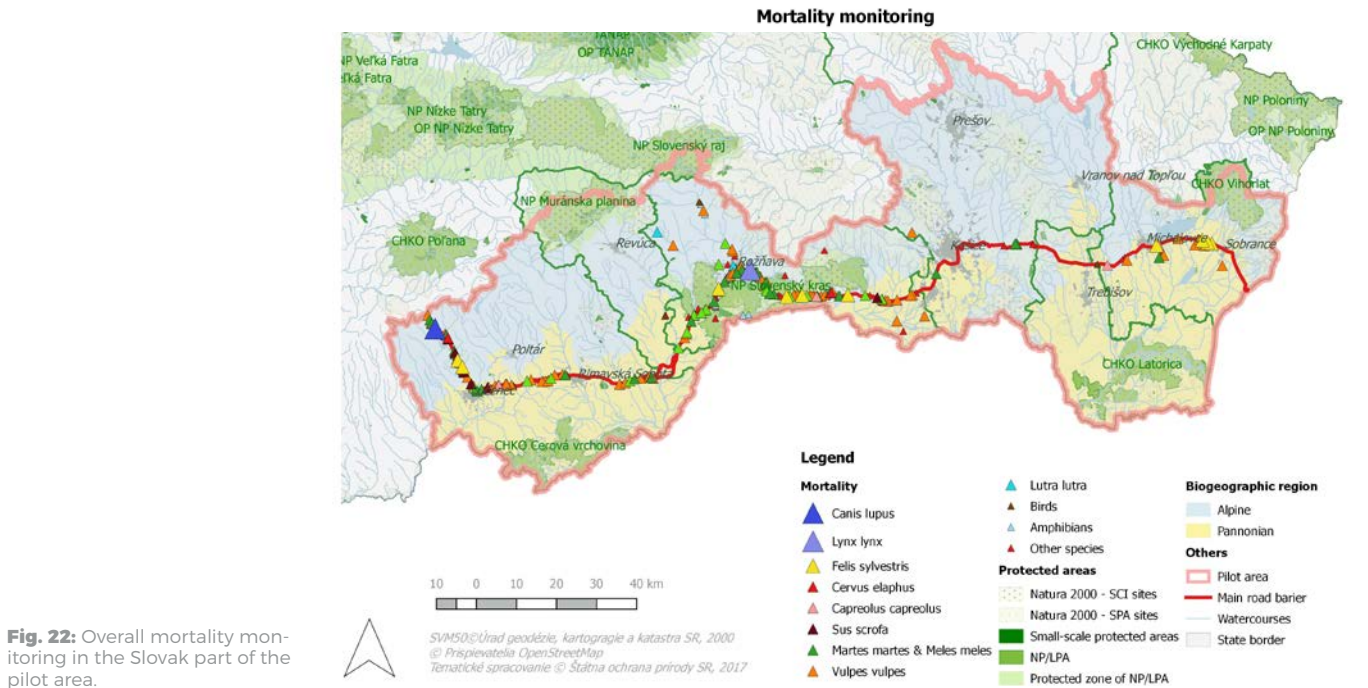 Mortality monitoring
TANAP
OP TANAP
CHKO Východné Karpaty
NP Veľká Fatra
eľká Fatra
NP Nízke Tatry
OP NP Nízke Tatry
NP Poloniny
OP NP Poloniny
Prešov
NP Slovenský raj
Vranov nad Topľou
CHKO Vihorlat
NP Muránska planina
CHKO Poľana
Revúca
Michalovce
Sobrance
Košice
Rožňava
NP Slovenský kras
Trebišov
Poltár
Rimavská Sobota
CHKO Latorica
CHKO Cerová vrchovina
Legend
Mortality
Canis lupus
Lynx lynx
Felis sylvestris
Cervus elaphus
Capreolus capreolus
Sus scrofa
Martes martes & Meles meles
Vulpes vulpes
Lutra lutra
Birds
Amphibians
Other species
Protected areas
Natura 2000 - SCI sites
Natura 2000 - SPA sites
Small-scale protected areas
NP/LPA
Protected zone of NP/LPA
Biogeographic region
Alpine
Pannonian
Others
Pilot area
Main road barier
Watercourses
State border
10 0 10 20 30 40 km
SVM50©Úrad geodézie, kartogragie a katastra SR, 2000
© Prispievatelia OpenStreetMap
Tematické spracovanie © Štátna ochrana prírody SR, 2017
Fig. 22: Overall mortality mon-
itoring in the Slovak part of the
pilot area.